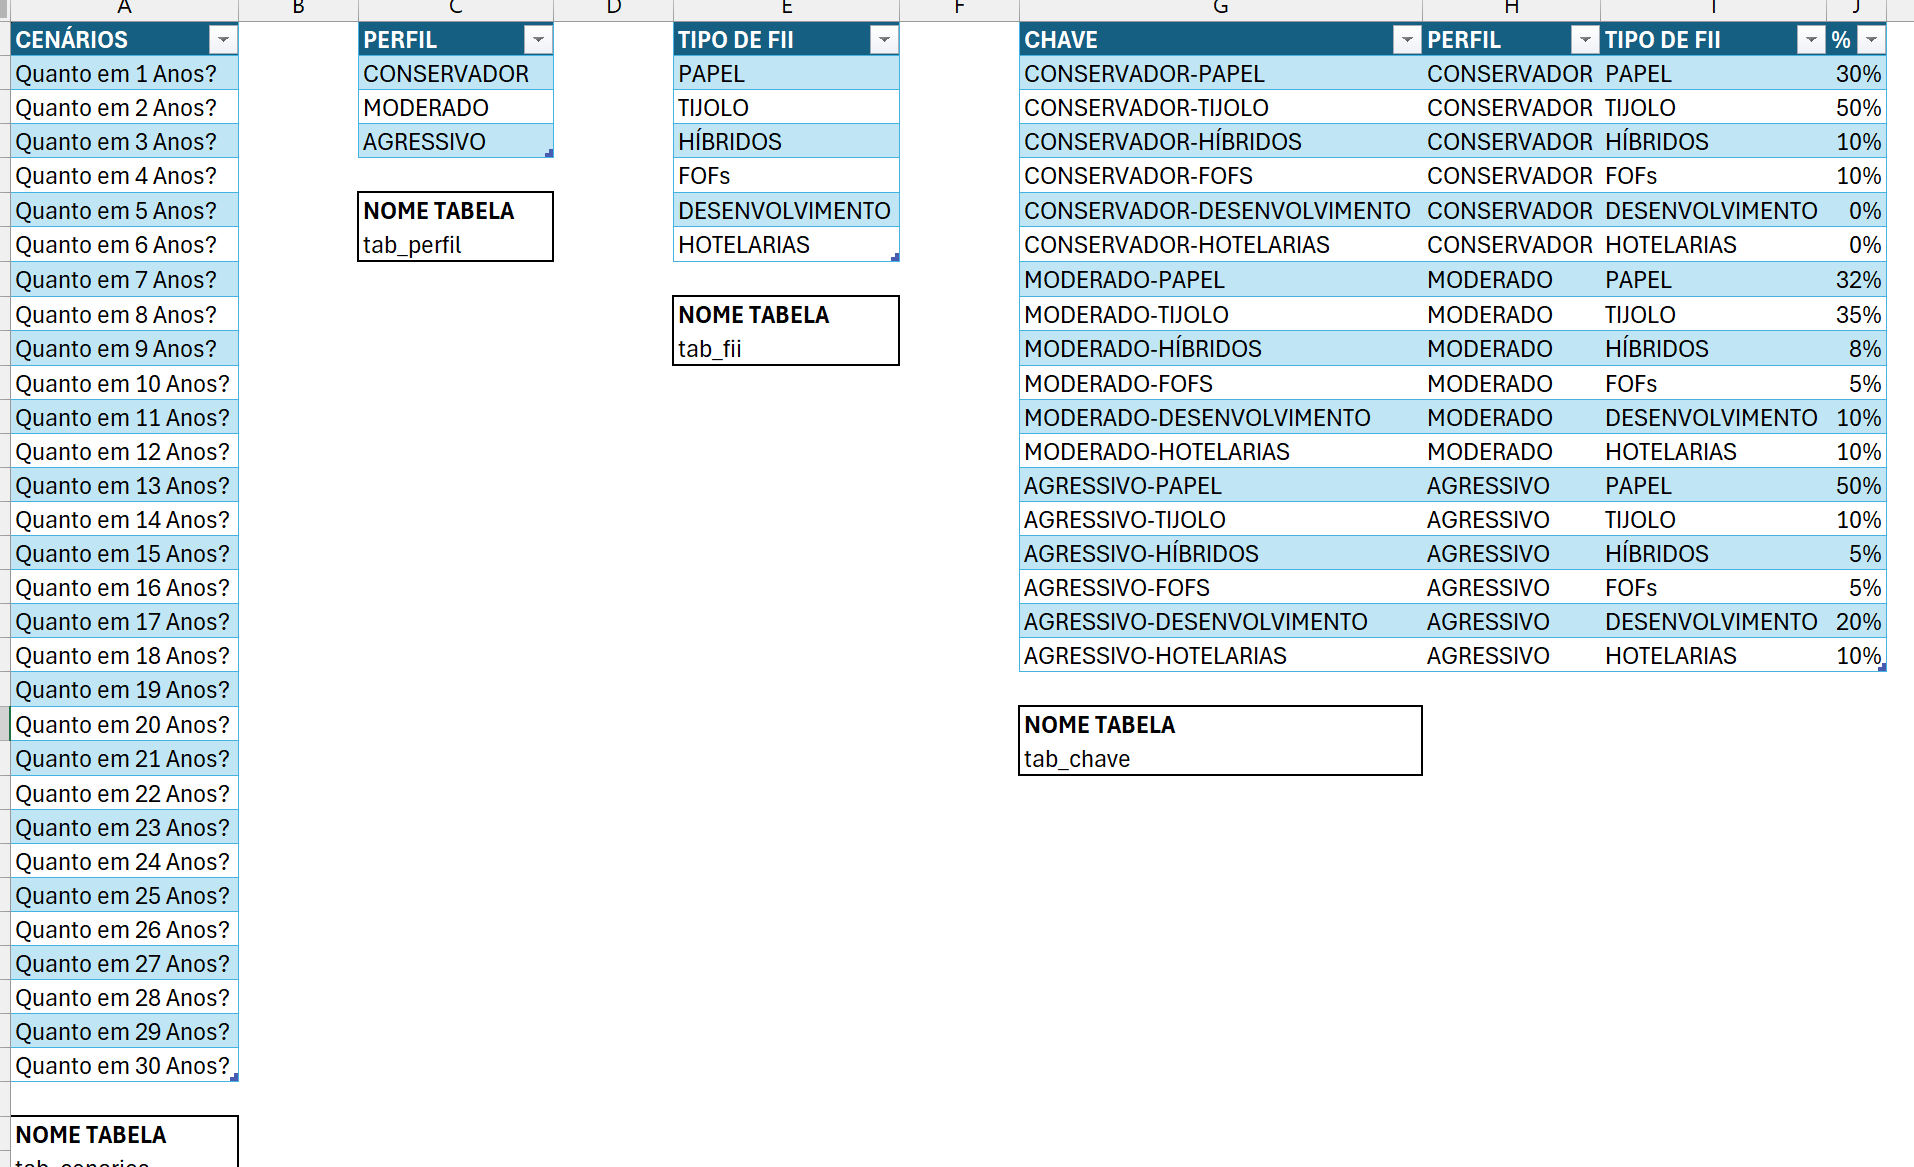 A B C D E F G H I J
CENÁRIOS PERFIL TIPO DE FII CHAVE PERFIL TIPO DE FII %
Quanto em 1 Anos? CONSERVADOR PAPEL CONSERVADOR-PAPEL CONSERVADOR PAPEL 30%
Quanto em 2 Anos? MODERADO TIJOLO CONSERVADOR-TIJOLO CONSERVADOR TIJOLO 50%
Quanto em 3 Anos? AGRESSIVO HÍBRIDOS CONSERVADOR-HÍBRIDOS CONSERVADOR HÍBRIDOS 10%
Quanto em 4 Anos? FOFs CONSERVADOR-FOFS CONSERVADOR FOFs 10%
Quanto em 5 Anos? NOME TABELA DESENVOLVIMENTO CONSERVADOR-DESENVOLVIMENTO CONSERVADOR DESENVOLVIMENTO 0%
Quanto em 6 Anos? tab_perfil HOTELARIAS CONSERVADOR-HOTELARIAS CONSERVADOR HOTELARIAS 0%
Quanto em 7 Anos? MODERADO-PAPEL MODERADO PAPEL 32%
Quanto em 8 Anos? NOME TABELA MODERADO-TIJOLO MODERADO TIJOLO 35%
Quanto em 9 Anos? tab_fii MODERADO-HÍBRIDOS MODERADO HÍBRIDOS 8%
Quanto em 10 Anos? MODERADO-FOFS MODERADO FOFs 5%
Quanto em 11 Anos? MODERADO-DESENVOLVIMENTO MODERADO DESENVOLVIMENTO 10%
Quanto em 12 Anos? MODERADO-HOTELARIAS MODERADO HOTELARIAS 10%
Quanto em 13 Anos? AGRESSIVO-PAPEL AGRESSIVO PAPEL 50%
Quanto em 14 Anos? AGRESSIVO-TIJOLO AGRESSIVO TIJOLO 10%
Quanto em 15 Anos? AGRESSIVO-HÍBRIDOS AGRESSIVO HÍBRIDOS 5%
Quanto em 16 Anos? AGRESSIVO-FOFS AGRESSIVO FOFs 5%
Quanto em 17 Anos? AGRESSIVO-DESENVOLVIMENTO AGRESSIVO DESENVOLVIMENTO 20%
Quanto em 18 Anos? AGRESSIVO-HOTELARIAS AGRESSIVO HOTELARIAS 10%
Quanto em 19 Anos?
Quanto em 20 Anos? NOME TABELA
Quanto em 21 Anos? tab_chave
Quanto em 22 Anos?
Quanto em 23 Anos?
Quanto em 24 Anos?
Quanto em 25 Anos?
Quanto em 26 Anos?
Quanto em 27 Anos?
Quanto em 28 Anos?
Quanto em 29 Anos?
Quanto em 30 Anos?
NOME TABELA